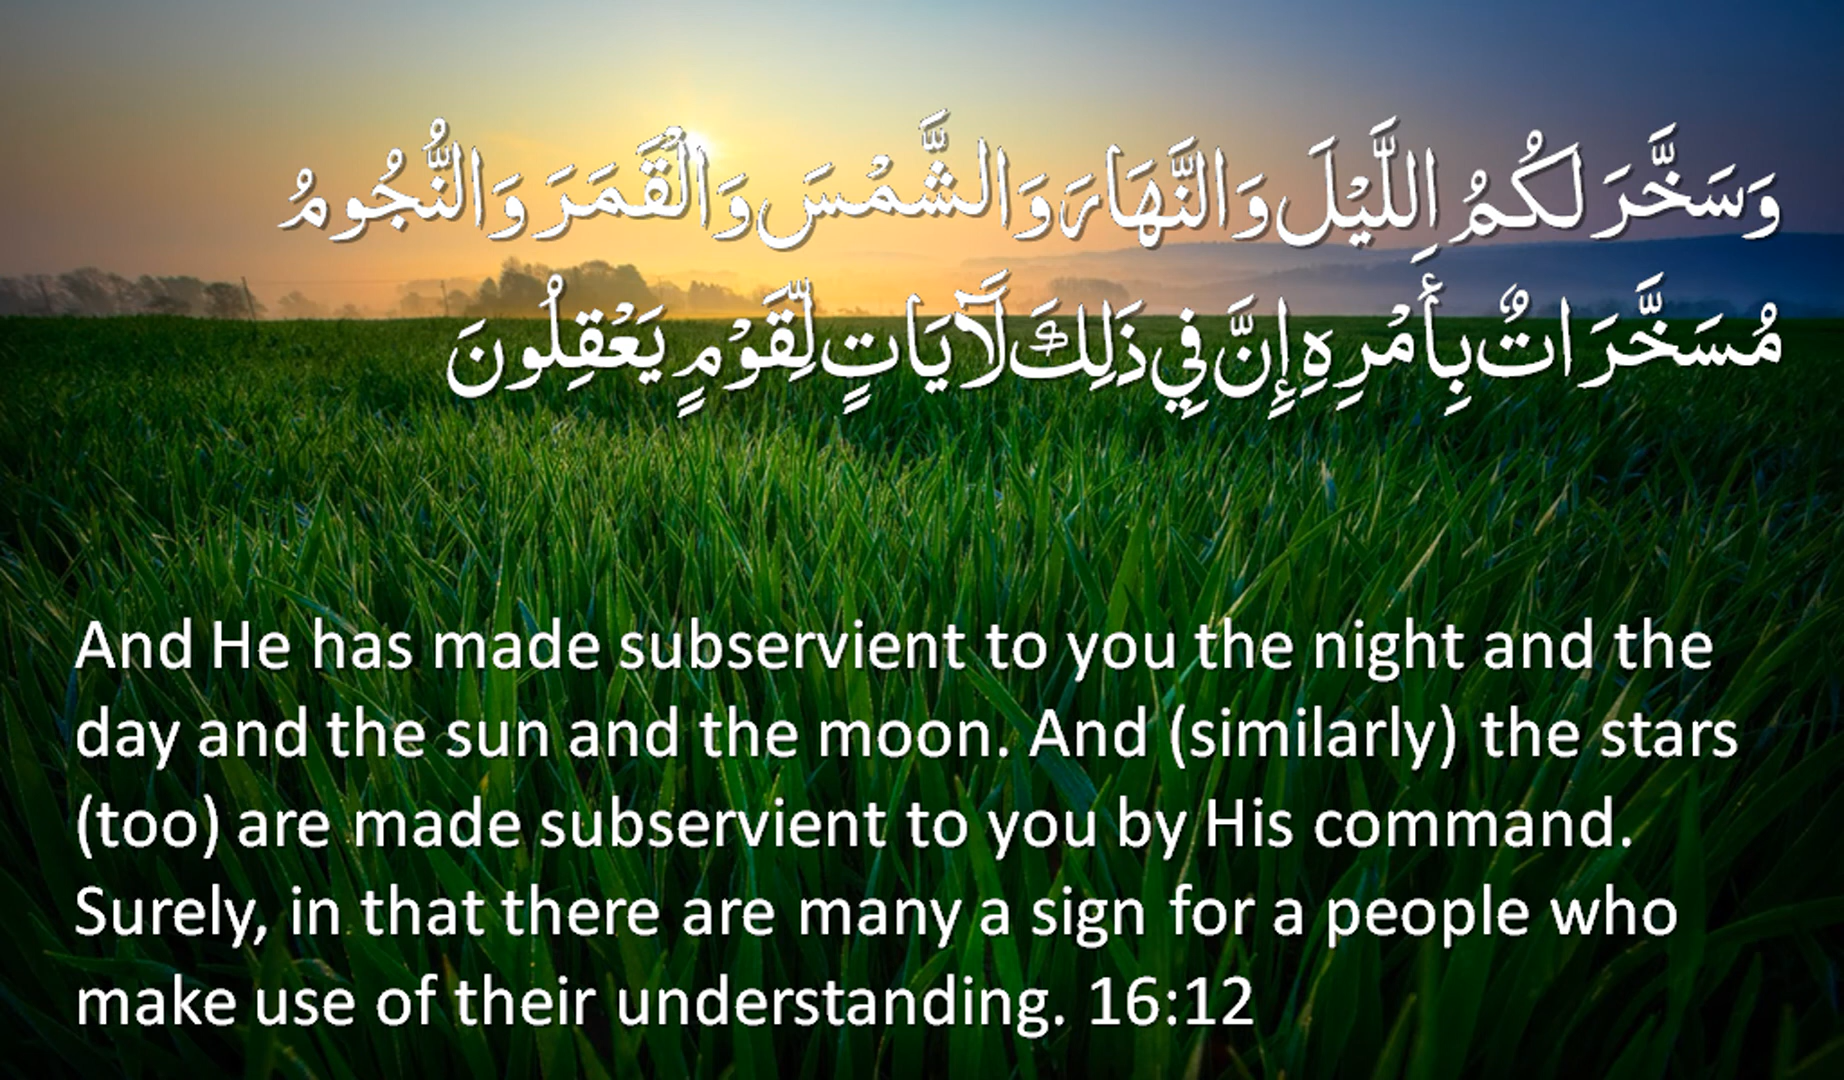 وَسَخَّرَ لَكُمُ اللَّيْلَ وَالنَّهَارَ وَالشَّمْسَ وَالْقَمَرَ وَالنُّجُومُ
مُسَخَّرَاتٌ بِأَمْرِهِ إِنَّ فِي ذَلِكَ لَآيَاتٍ لِّقَوْمٍ يَعْقِلُونَ
And He has made subservient to you the night and the
day and the sun and the moon. And (similarly) the stars
(too) are made subservient to you by His command.
Surely, in that there are many a sign for a people who
make use of their understanding. 16:12